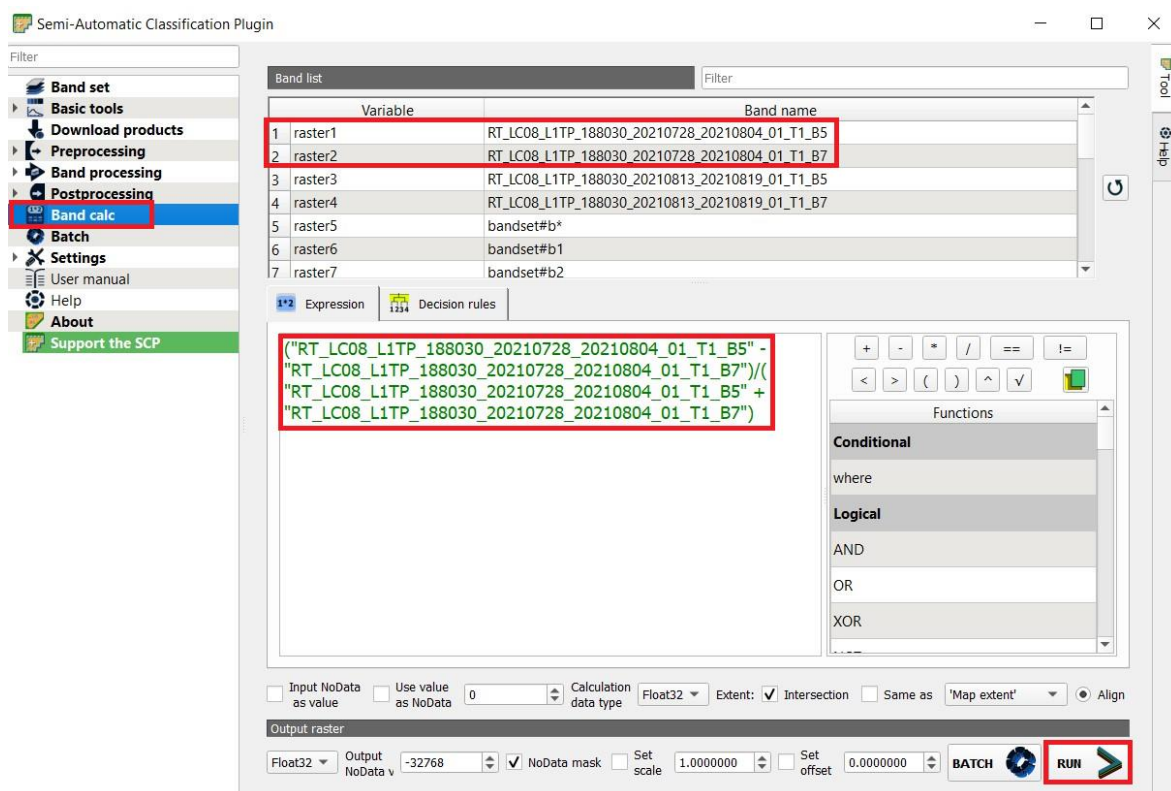 Semi-Automatic Classification Plugin
Filter
Band set
Basic tools
Download products
Preprocessing
Band processing
Postprocessing
Band calc
Batch
Settings
User manual
Help
About
Support the SCP
Band list
Filter
Variable Band name
1 raster1 RT_LC08_L1TP_188030_20210728_20210804_01_T1_B5
2 raster2 RT_LC08_L1TP_188030_20210728_20210804_01_T1_B7
3 raster3 RT_LC08_L1TP_188030_20210813_20210819_01_T1_B5
4 raster4 RT_LC08_L1TP_188030_20210813_20210819_01_T1_B7
5 raster5 bandset#b*
6 raster6 bandset#b1
7 raster7 bandset#b2
1*2 Expression
1234 Decision rules
("RT_LC08_L1TP_188030_20210728_20210804_01_T1_B5" -
"RT_LC08_L1TP_188030_20210728_20210804_01_T1_B7")/(
"RT_LC08_L1TP_188030_20210728_20210804_01_T1_B5" +
"RT_LC08_L1TP_188030_20210728_20210804_01_T1_B7")
+ - * / == !=
< > ( ) ^ √
Functions
Conditional
where
Logical
AND
OR
XOR
Input NoData
as value
Use value
as NoData
0
Calculation
data type
Float32
Extent:
Intersection
Same as
'Map extent'
Align
Output raster
Float32
Output
NoData v
-32768
NoData mask
Set
scale
1.0000000
Set
offset
0.0000000
BATCH
RUN
Tool
Help